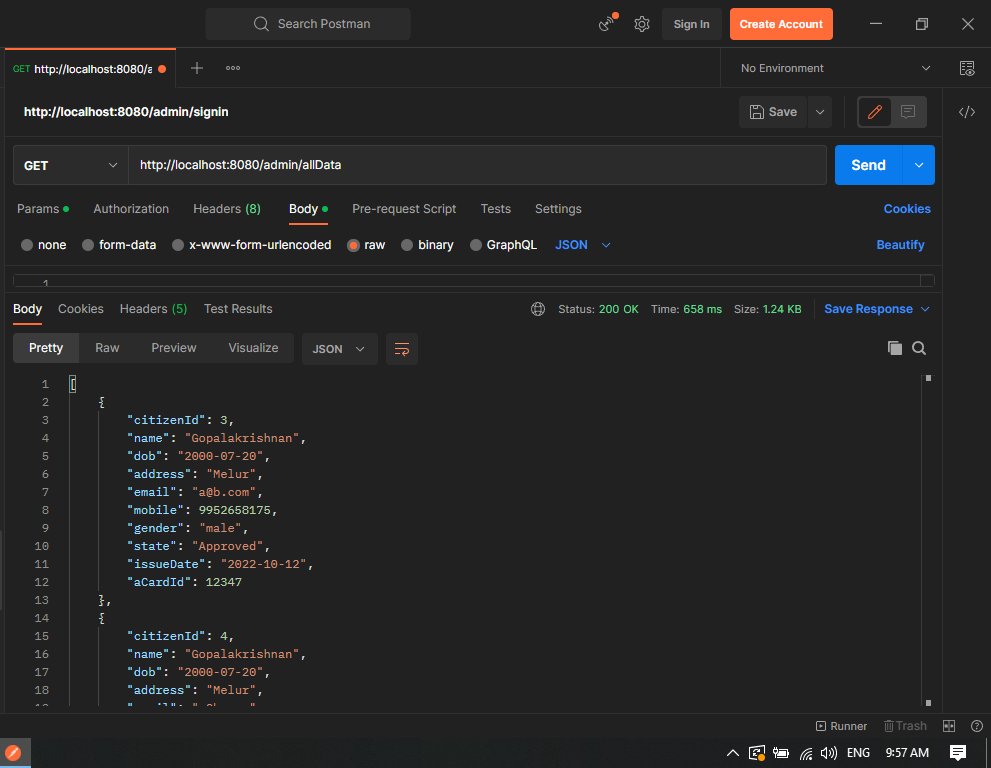 Search Postman
Sign In
Create Account
GET http://localhost:8080/a
No Environment
http://localhost:8080/admin/signin
Save
GET
http://localhost:8080/admin/allData
Send
Params
Authorization
Headers (8)
Body
Pre-request Script
Tests
Settings
Cookies
none
form-data
x-www-form-urlencoded
raw
binary
GraphQL
JSON
Beautify
1
Body
Cookies
Headers (5)
Test Results
Status: 200 OK
Time: 658 ms
Size: 1.24 KB
Save Response
Pretty
Raw
Preview
Visualize
JSON
1 [
2 {
3 "citizenId": 3,
4 "name": "Gopalakrishnan",
5 "dob": "2000-07-20",
6 "address": "Melur",
7 "email": "a@b.com",
8 "mobile": 9952658175,
9 "gender": "male",
10 "state": "Approved",
11 "issueDate": "2022-10-12",
12 "aCardId": 12347
13 },
14 {
15 "citizenId": 4,
16 "name": "Gopalakrishnan",
17 "dob": "2000-07-20",
18 "address": "Melur",
Runner
Trash
ENG
9:57 AM